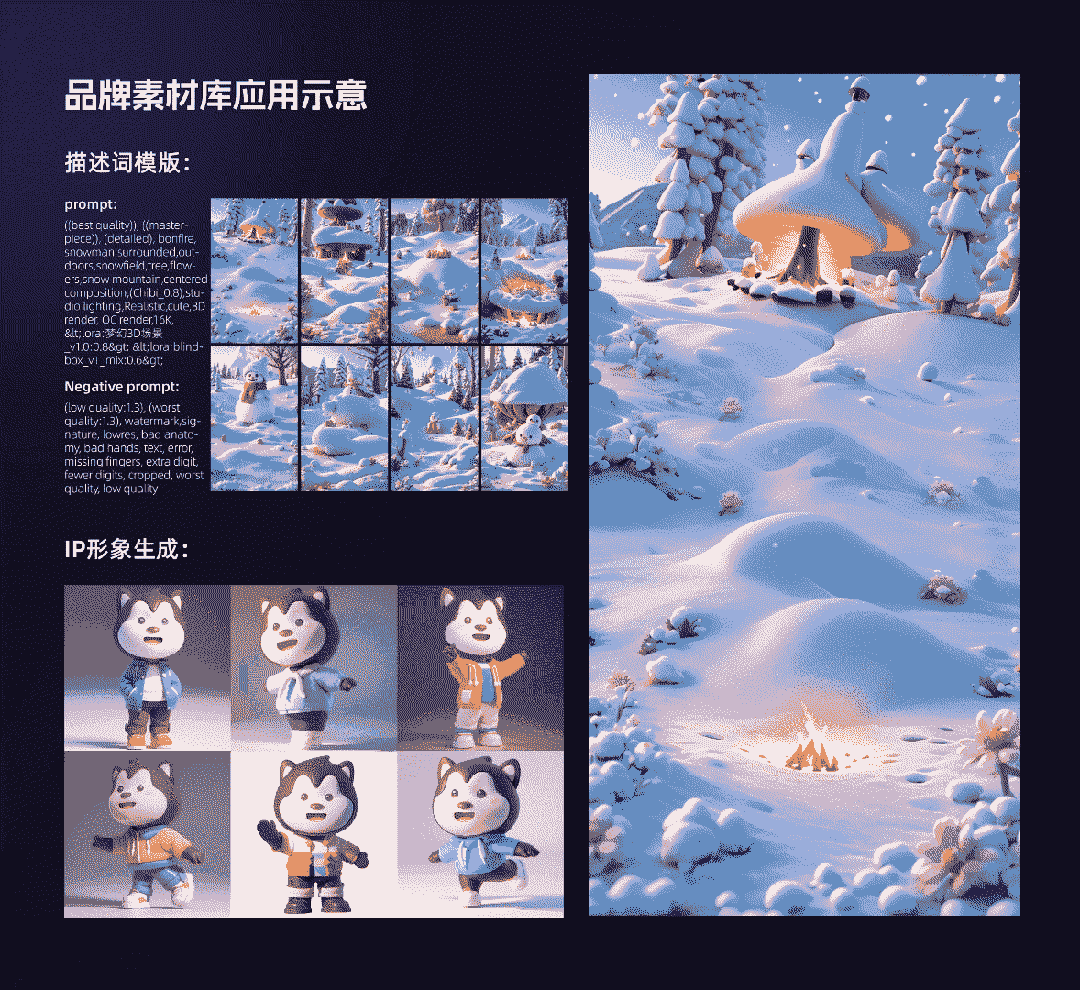 品牌素材库应用示意
描述词模版：
prompt:
((best quality)), ((master-
piece)), (detailed), bonfire,
snowman surrounded,out-
doors,snowfield,tree,flow-
ers,snow mountain,centered
composition,(Chibi_0.8),stu-
dio lighting,Realistic,cute,3D
render, OC render,16K,
&lt;lora:梦幻3D场景
_v1.0:0.8&gt; &lt;lora:blind-
box_v1_mix:0.6&gt;
Negative prompt:
(low quality:1.3), (worst
quality:1.3), watermark,sig-
nature, lowres, bad anato-
my, bad hands, text, error,
missing fingers, extra digit,
fewer digits, cropped, worst
quality, low quality
IP形象生成：